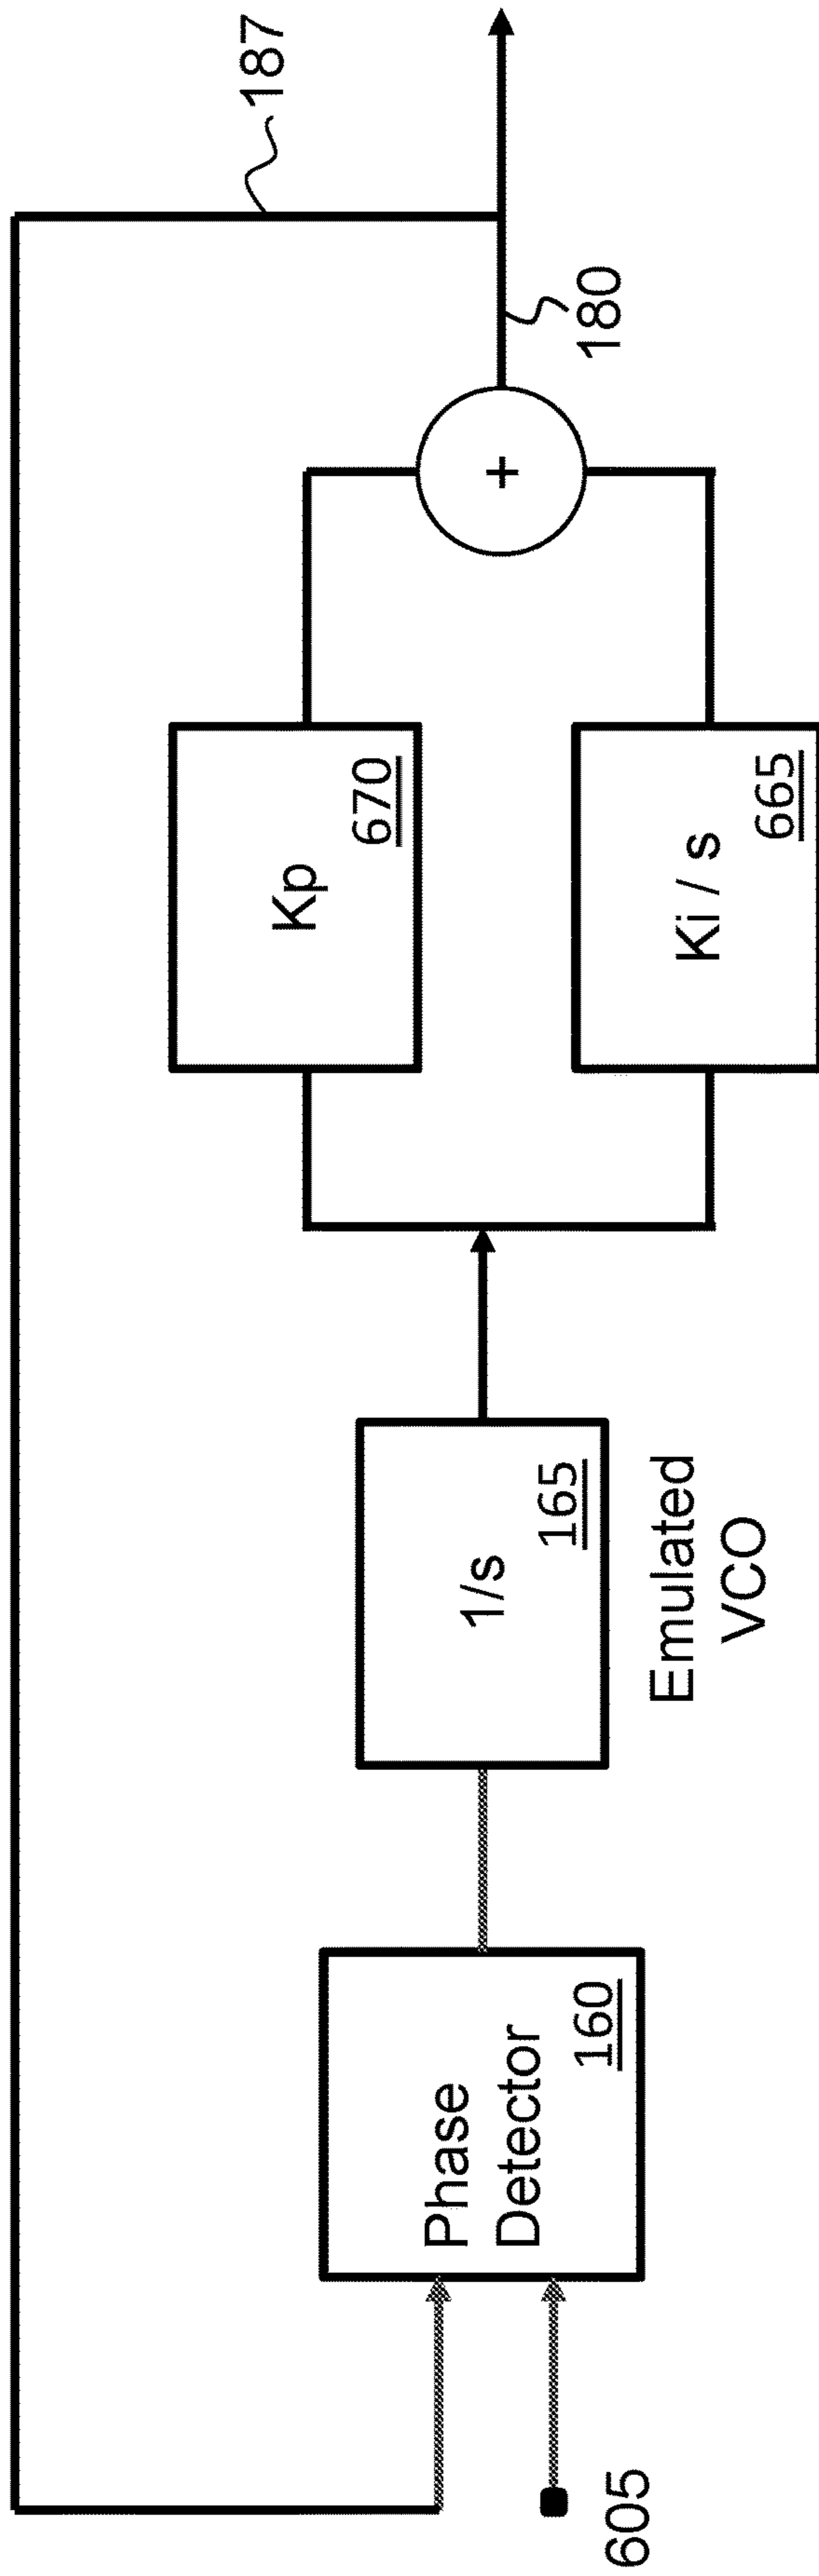 187
180
+
Kp
670
Ki / s
665
1/s
165
Emulated
VCO
Phase
Detector
160
605